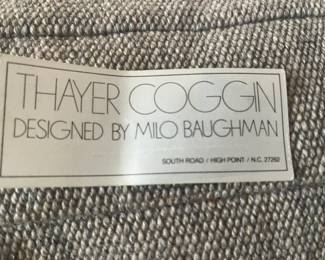 THAYER COGGIN
DESIGNED BY MILO BAUGHMAN
SOUTH ROAD / HIGH POINT / N.C. 27262